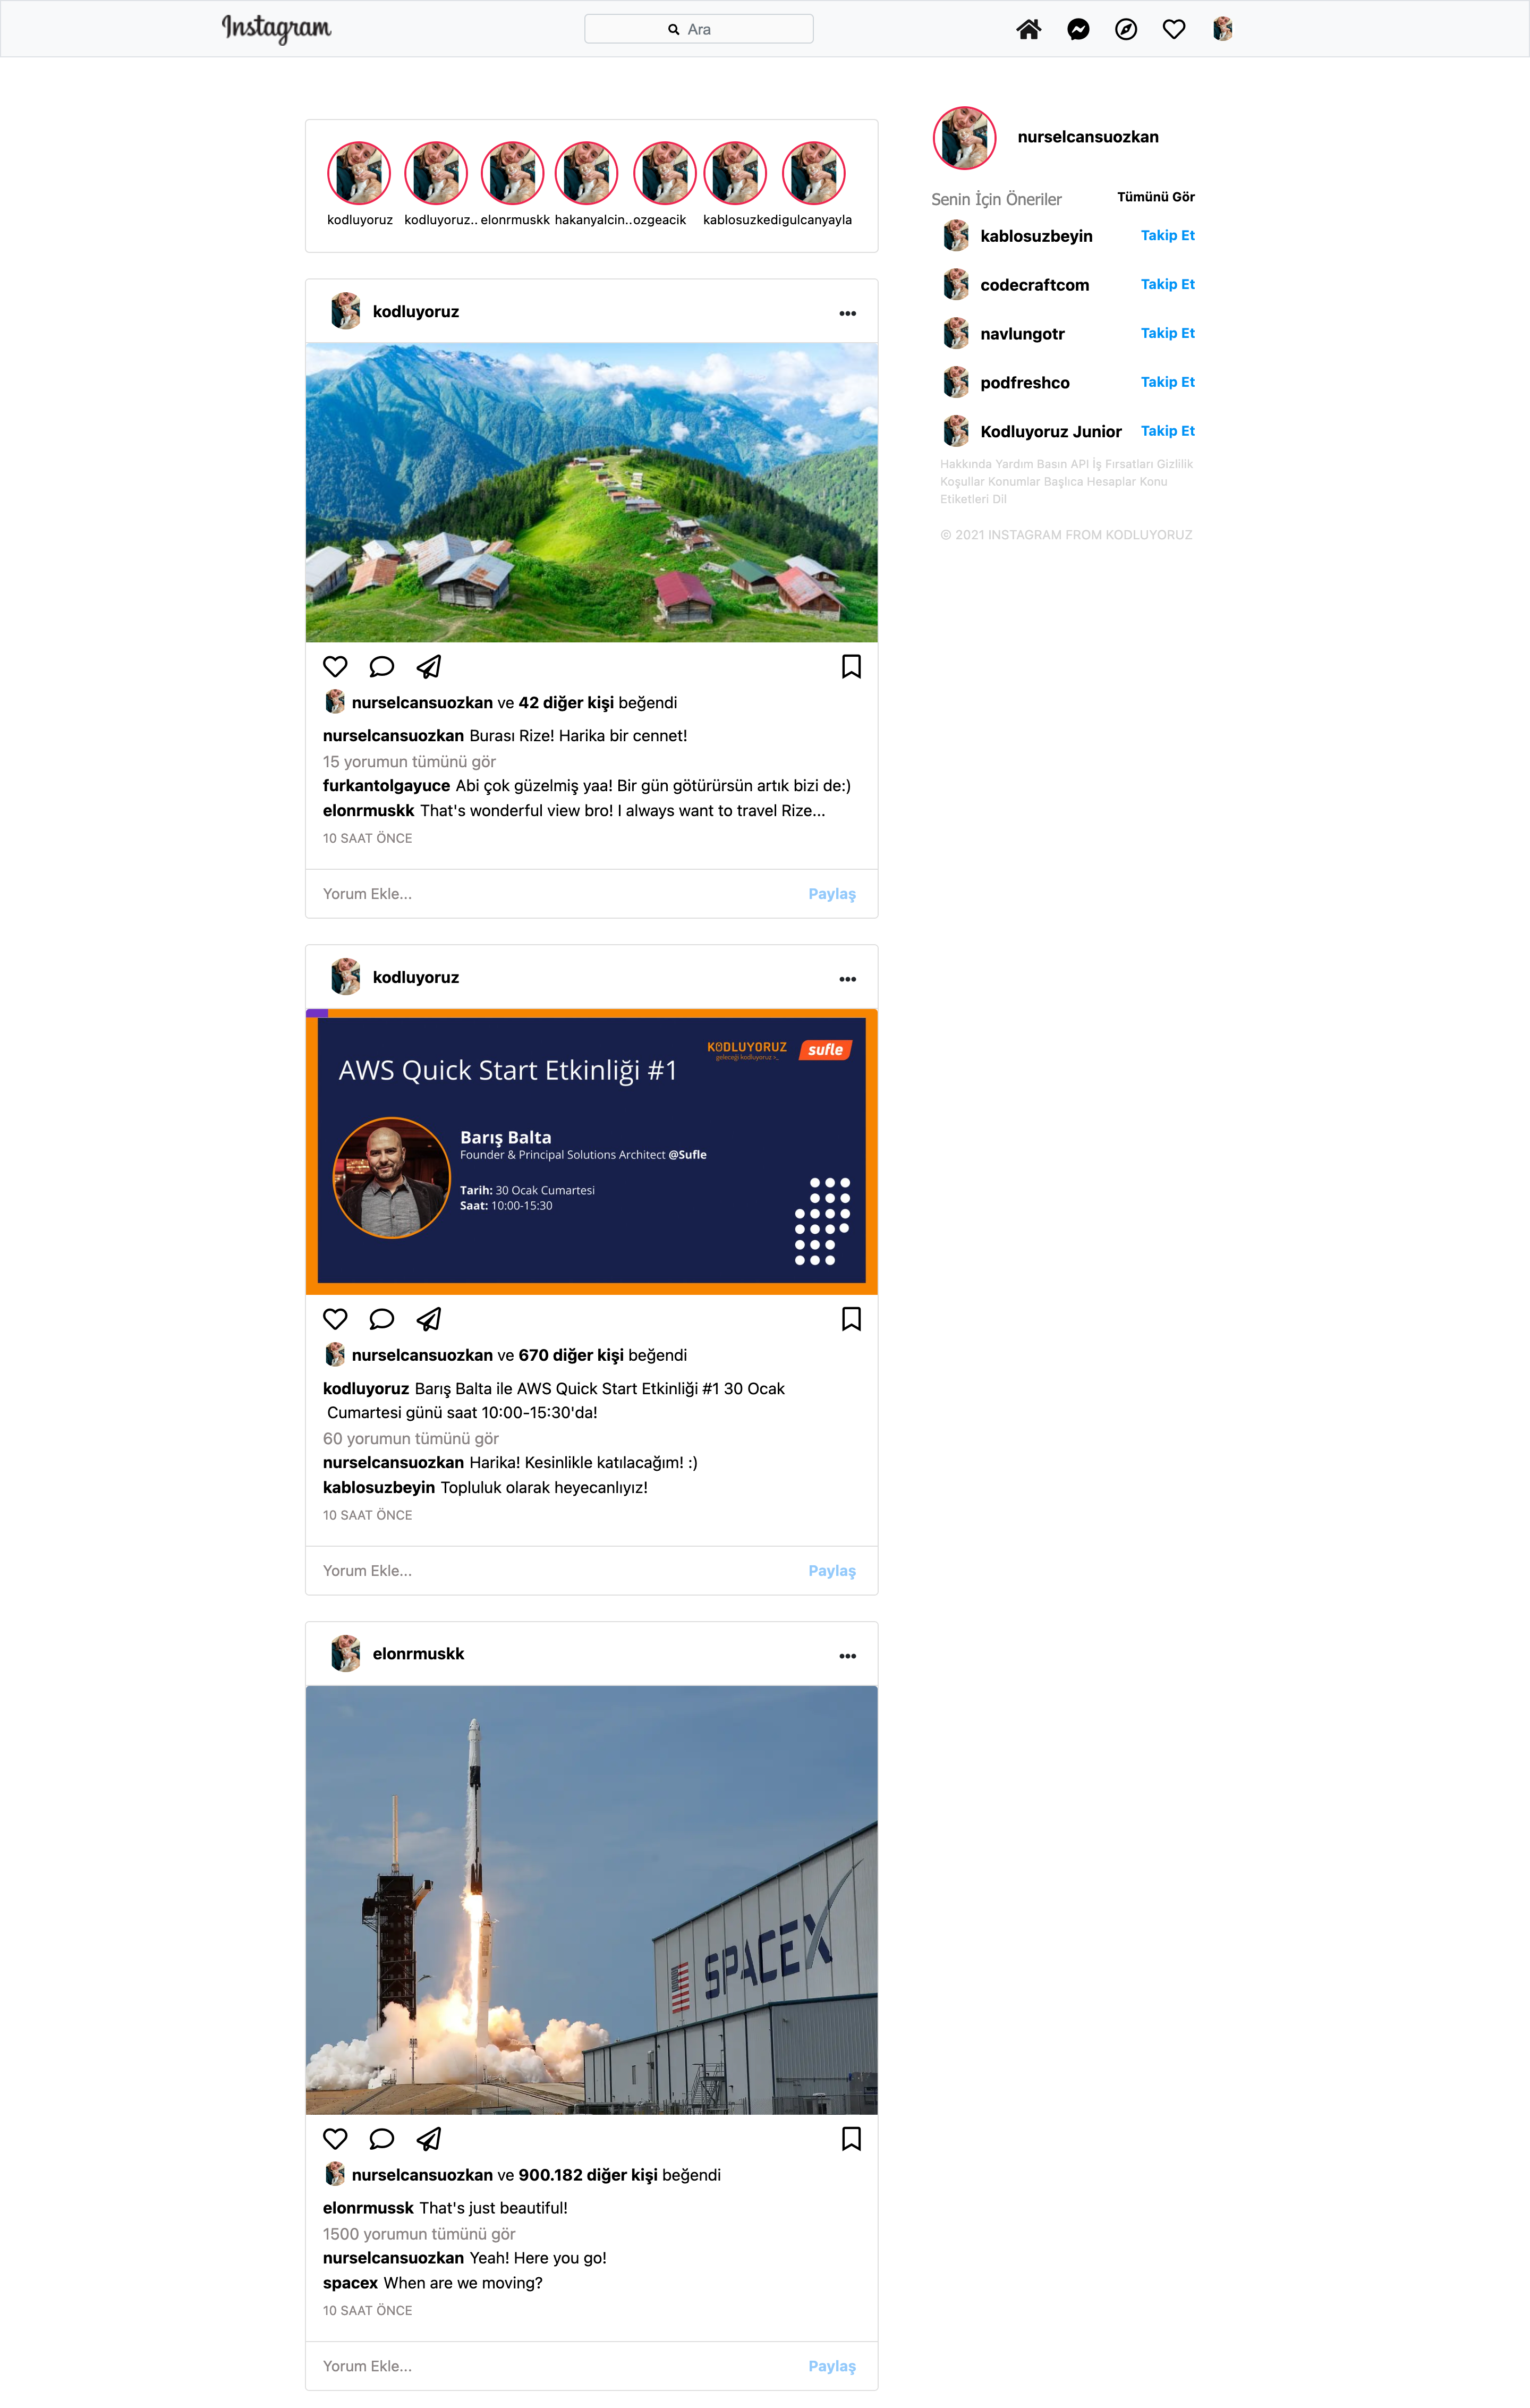 Instagram
Ara
kodluyoruz
kodluyoruz..
elonrmuskk
hakanyalcin..
ozgeacik
kablosuzkedi
gulcanyayla
nurselcansuozkan
Senin İçin Öneriler
Tümünü Gör
kablosuzbeyin
Takip Et
codecraftcom
Takip Et
navlungotr
Takip Et
podfreshco
Takip Et
Kodluyoruz Junior
Takip Et
Hakkında Yardım Basın API İş Fırsatları Gizlilik
Koşullar Konumlar Başlıca Hesaplar Konu
Etiketleri Dil
© 2021 INSTAGRAM FROM KODLUYORUZ
kodluyoruz
nurselcansuozkan ve 42 diğer kişi beğendi
nurselcansuozkan Burası Rize! Harika bir cennet!
15 yorumun tümünü gör
furkantolgayuce Abi çok güzelmiş yaa! Bir gün götürürsün artık bizi de:)
elonrmuskk That's wonderful view bro! I always want to travel Rize...
10 SAAT ÖNCE
Yorum Ekle...
Paylaş
kodluyoruz
KODLUYORUZ
geleceği kodluyoruz >_
sufle
AWS Quick Start Etkinliği #1
Barış Balta
Founder & Principal Solutions Architect @Sufle
Tarih: 30 Ocak Cumartesi
Saat: 10:00-15:30
nurselcansuozkan ve 670 diğer kişi beğendi
kodluyoruz Barış Balta ile AWS Quick Start Etkinliği #1 30 Ocak
Cumartesi günü saat 10:00-15:30'da!
60 yorumun tümünü gör
nurselcansuozkan Harika! Kesinlikle katılacağım! :)
kablosuzbeyin Topluluk olarak heyecanlıyız!
10 SAAT ÖNCE
Yorum Ekle...
Paylaş
elonrmuskk
SPACEX
nurselcansuozkan ve 900.182 diğer kişi beğendi
elonrmussk That's just beautiful!
1500 yorumun tümünü gör
nurselcansuozkan Yeah! Here you go!
spacex When are we moving?
10 SAAT ÖNCE
Yorum Ekle...
Paylaş